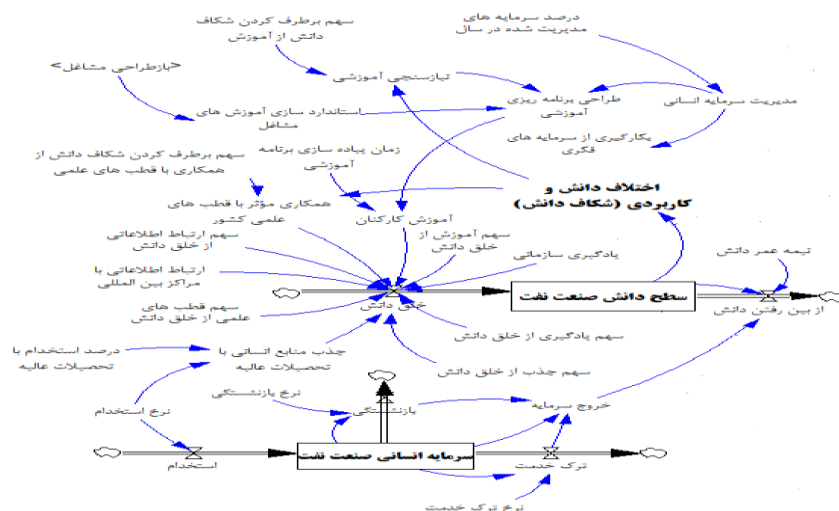 سهم برطرف کردن شکاف
دانش از آموزش
درصد سرمایه های
مدیریت شده در سال
<بازطراحی مشاغل>
نیازسنجی آموزشی
طراحی برنامه ریزی
آموزشی
مدیریت سرمایه انسانی
استاندارد سازی آموزش های
مشاغل
بکارگیری از سرمایه های
فکری
زمان پیاده سازی برنامه
آموزشی
سهم برطرف کردن شکاف دانش از
همکاری با قطب های علمی
اختلاف دانش و
کاربردی (شکاف دانش)
همکاری مؤثر با قطب های
علمی کشور
آموزش کارکنان
سهم آموزش از
خلق دانش
سهم ارتباط اطلاعاتی
از خلق دانش
یادگیری سازمانی
نیمه عمر دانش
ارتباط اطلاعاتی با
مراکز بین المللی
سطح دانش صنعت نفت
خلق دانش
از بین رفتن دانش
سهم قطب های
علمی از خلق دانش
سهم یادگیری از خلق دانش
جذب منابع انسانی با
تحصیلات عالیه
درصد استخدام با
تحصیلات عالیه
سهم جذب از خلق دانش
نرخ بازنشستگی
نرخ استخدام
بازنشستگی
خروج سرمایه
سرمایه انسانی صنعت نفت
استخدام
ترک خدمت
نرخ ترک خدمت